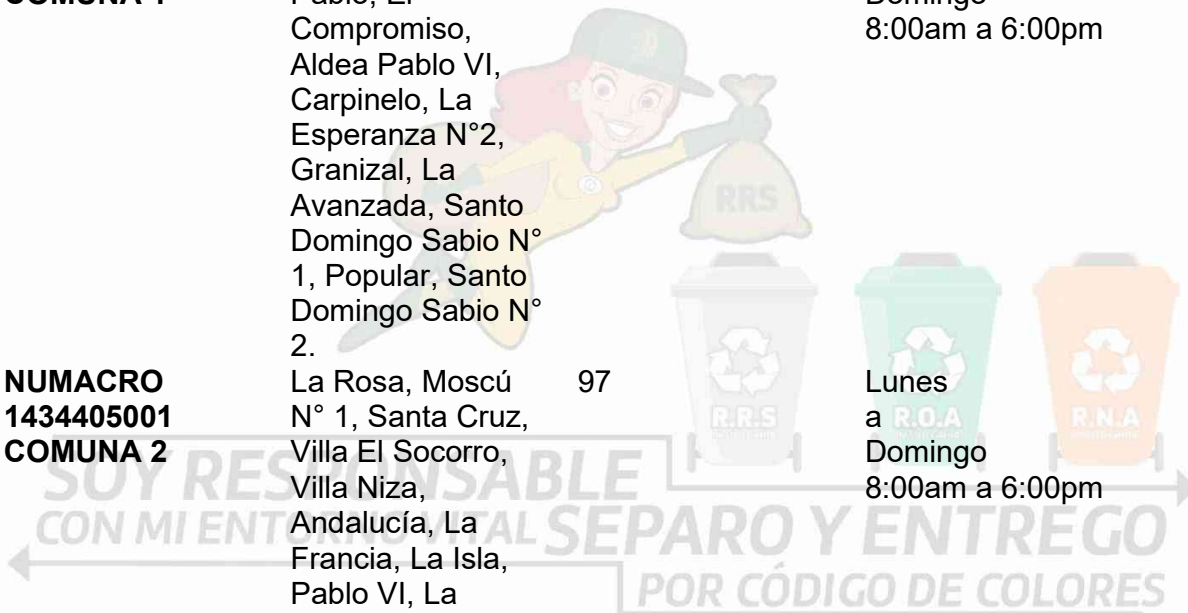 COMUNA 1 Pablo, El Domingo
Compromiso, 8:00am a 6:00pm
Aldea Pablo VI,
Carpinelo, La
Esperanza N°2,
Granizal, La
Avanzada, Santo
Domingo Sabio N°
1, Popular, Santo
Domingo Sabio N°
2.
NUMACRO La Rosa, Moscú 97 Lunes
1434405001 N° 1, Santa Cruz, a
COMUNA 2 Villa El Socorro, Domingo
Villa Niza, 8:00am a 6:00pm
Andalucía, La
Francia, La Isla,
Pablo VI, La
RRS
R.R.S
R.O.A
R.N.A
SOY RESPONSABLE
CON MI ENTORNO VITAL SEPARO Y ENTREGO
POR CÓDIGO DE COLORES